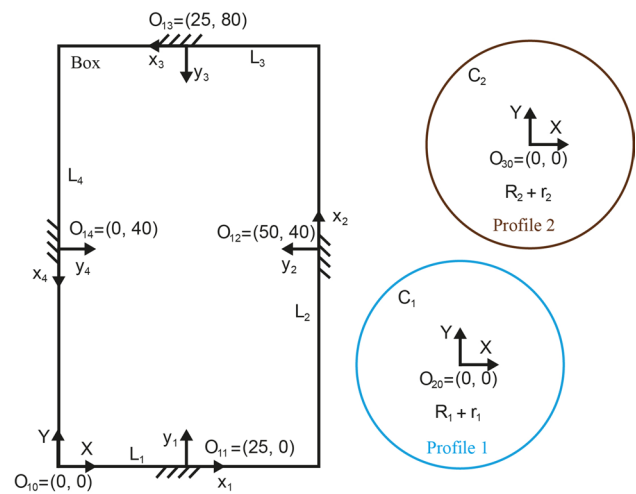 O₁₃=(25, 80)
Box
x₃
y₃
L₃
L₄
O₁₄=(0, 40)
O₁₂=(50, 40)
x₂
y₄
y₂
x₄
L₂
Y
X
L₁
y₁
O₁₁=(25, 0)
x₁
O₁₀=(0, 0)
C₂
Y
X
O₃₀=(0, 0)
R₂ + r₂
Profile 2
C₁
Y
X
O₂₀=(0, 0)
R₁ + r₁
Profile 1